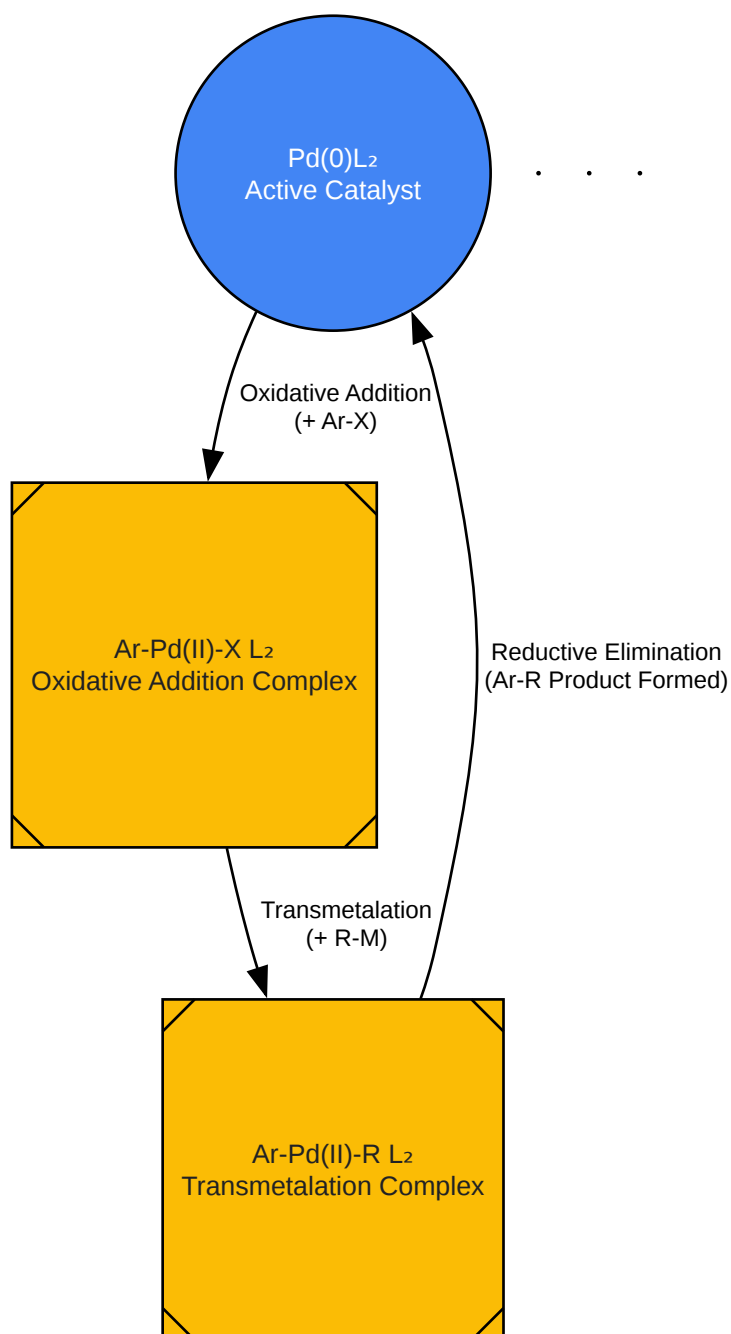 Pd(0)L₂
Active Catalyst
. . .
Oxidative Addition
(+ Ar-X)
Ar-Pd(II)-X L₂
Oxidative Addition Complex
Reductive Elimination
(Ar-R Product Formed)
Transmetalation
(+ R-M)
Ar-Pd(II)-R L₂
Transmetalation Complex